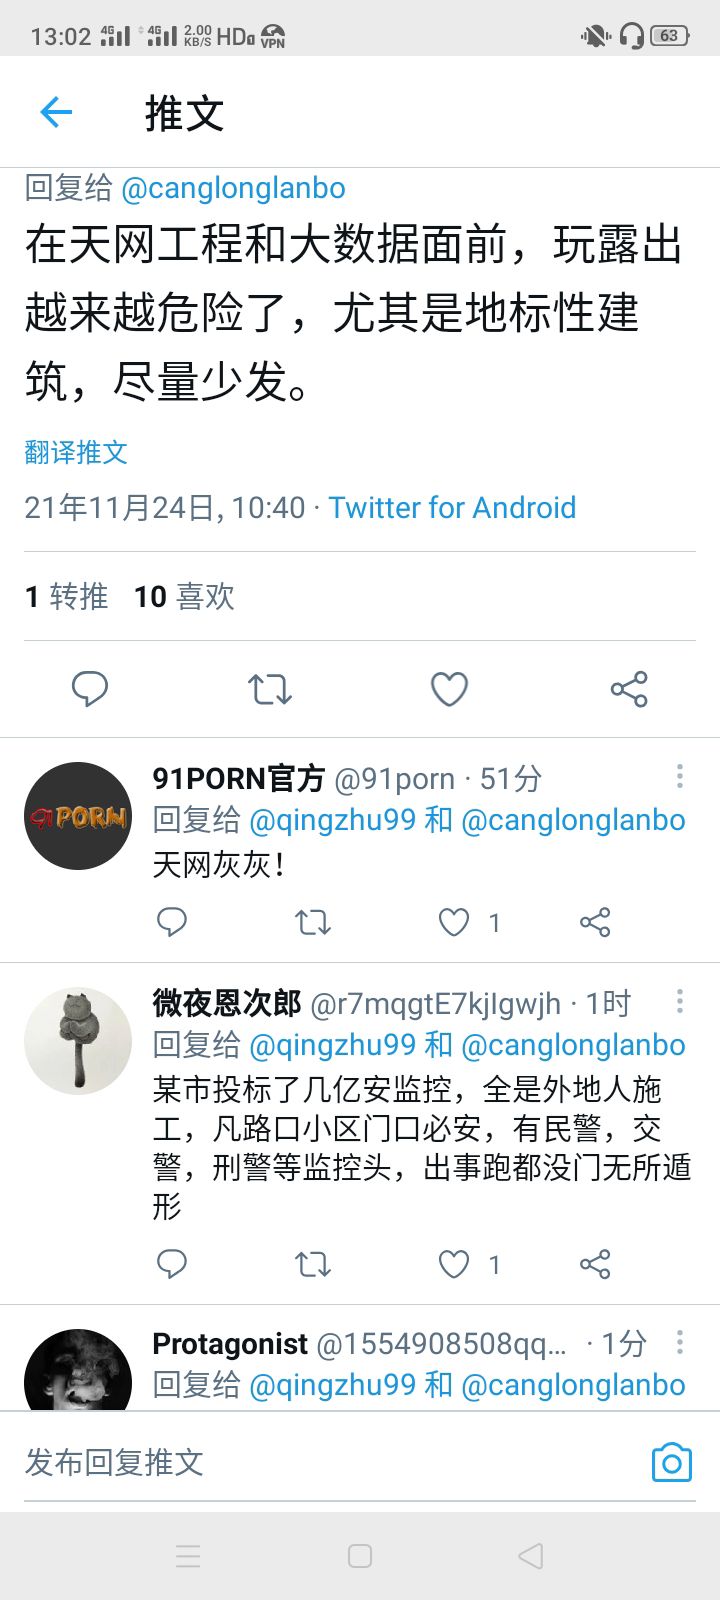 13:02 4G 4G 2.00 KB/S HD1 VPN 63
推文
回复给 @canglonglanbo
在天网工程和大数据面前，玩露出
越来越危险了，尤其是地标性建
筑，尽量少发。
翻译推文
21年11月24日, 10:40 · Twitter for Android
1 转推 10 喜欢
91PORN
91PORN官方 @91porn · 51分
回复给 @qingzhu99 和 @canglonglanbo
天网灰灰！
1
微夜恩次郎 @r7mqgtE7kjlgwjh · 1时
回复给 @qingzhu99 和 @canglonglanbo
某市投标了几亿安监控，全是外地人施
工，凡路口小区门口必安，有民警，交
警，刑警等监控头，出事跑都没门无所遁
形
1
Protagonist @1554908508qq... · 1分
回复给 @qingzhu99 和 @canglonglanbo
发布回复推文